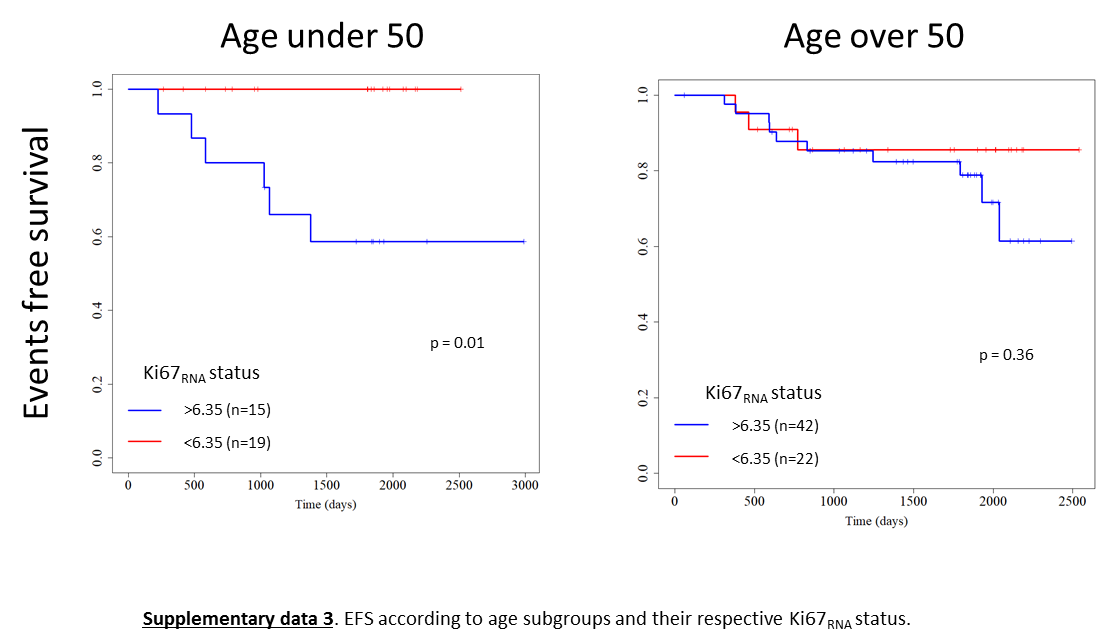 Age under 50
Age over 50
Events free survival
1.0
0.8
0.6
0.4
0.2
0.0
p = 0.01
Ki67RNA status
>6.35 (n=15)
<6.35 (n=19)
0 500 1000 1500 2000 2500 3000
Time (days)
1.0
0.8
0.6
0.4
0.2
0.0
p = 0.36
Ki67RNA status
>6.35 (n=42)
<6.35 (n=22)
0 500 1000 1500 2000 2500
Time (days)
Supplementary data 3. EFS according to age subgroups and their respective Ki67RNA status.